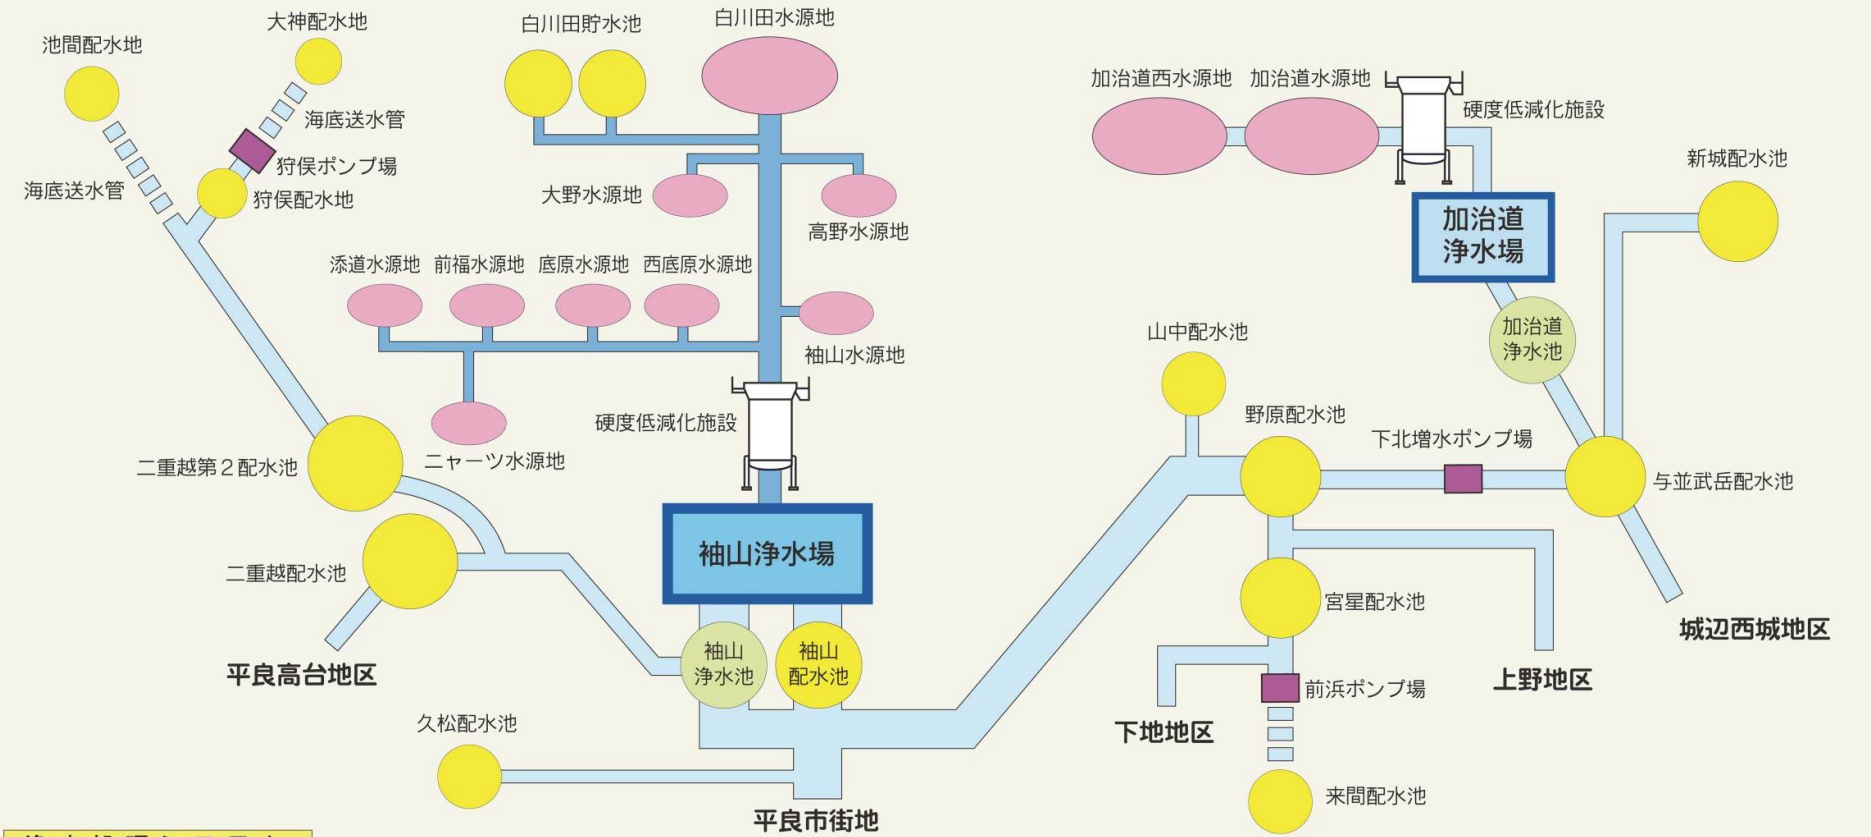 大神配水地
池間配水地
海底送水管
狩俣ポンプ場
狩俣配水地
海底送水管
白川田貯水池
白川田水源地
大野水源地
高野水源地
添道水源地
前福水源地
底原水源地
西底原水源地
袖山水源地
ニャーツ水源地
硬度低減化施設
二重越第2配水池
二重越配水池
平良高台地区
袖山浄水場
袖山
浄水池
袖山
配水池
久松配水池
平良市街地
加治道西水源地
加治道水源地
硬度低減化施設
加治道
浄水場
新城配水池
加治道
浄水池
山中配水池
野原配水池
下北増水ポンプ場
与並武岳配水池
宮星配水池
城辺西城地区
上野地区
前浜ポンプ場
下地地区
来間配水池